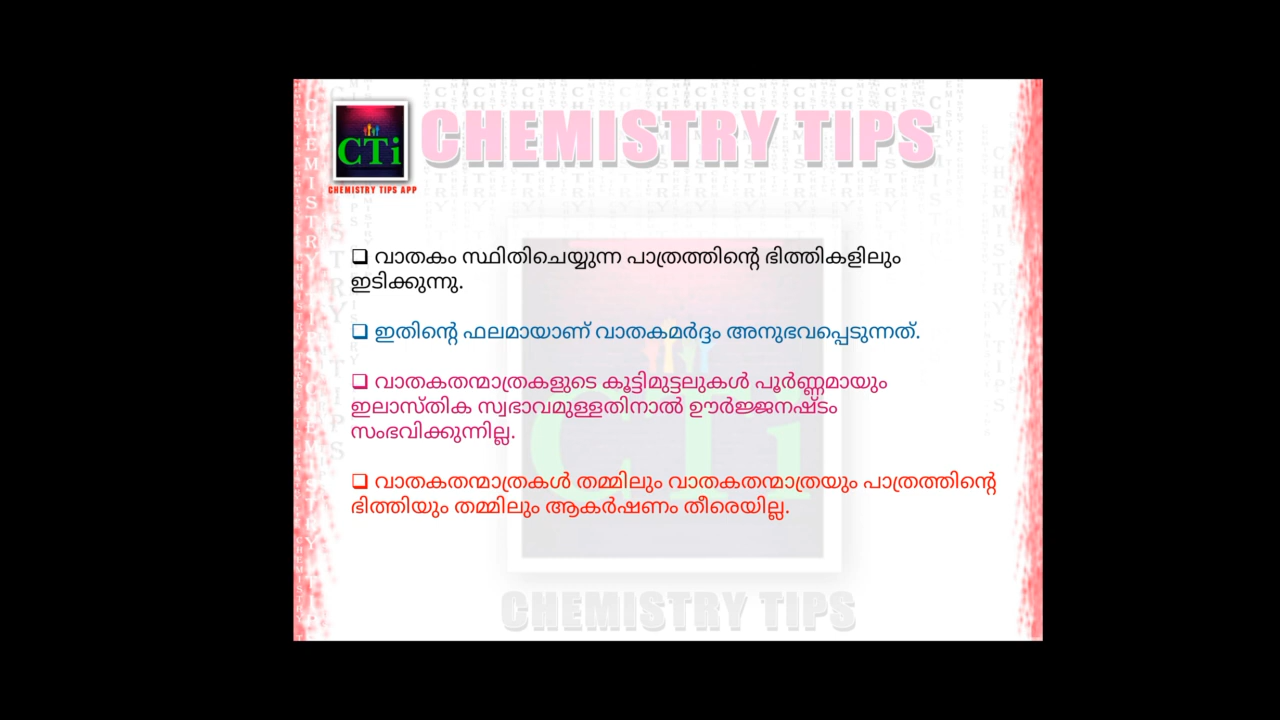 CTi
CHEMISTRY TIPS APP
CHEMISTRY TIPS
❑ വാതകം സ്ഥിതിചെയ്യുന്ന പാത്രത്തിന്റെ ഭിത്തികളിലും
ഇടിക്കുന്നു.
❑ ഇതിന്റെ ഫലമായാണ് വാതകമർദ്ദം അനുഭവപ്പെടുന്നത്.
❑ വാതകതന്മാത്രകളുടെ കൂട്ടിമുട്ടലുകൾ പൂർണ്ണമായും
ഇലാസ്തിക സ്വഭാവമുള്ളതിനാൽ ഊർജ്ജനഷ്ടം
സംഭവിക്കുന്നില്ല.
❑ വാതകതന്മാത്രകൾ തമ്മിലും വാതകതന്മാത്രയും പാത്രത്തിന്റെ
ഭിത്തിയും തമ്മിലും ആകർഷണം തീരെയില്ല.
CTi
CHEMISTRY TIPS